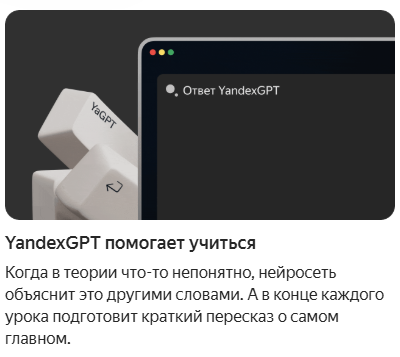 Ответ YandexGPT
YaGPT
YandexGPT помогает учиться
Когда в теории что-то непонятно, нейросеть
объяснит это другими словами. А в конце каждого
урока подготовит краткий пересказ о самом
главном.